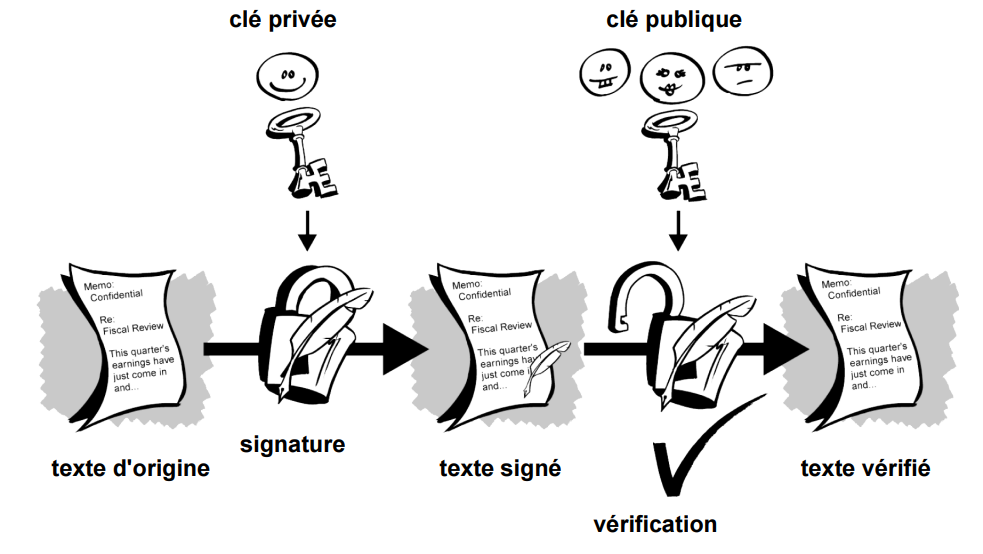 clé privée
clé publique
Memo:
Confidential
Re:
Fiscal Review
This quarter's
earnings have
just come in
and...
Memo:
Confidential
Re:
Fiscal Review
This quarter's
earnings have
just come in
and...
Memo:
Confidential
Re:
Fiscal Review
This quarter's
earnings have
just come in
and...
signature
texte d'origine
texte signé
texte vérifié
vérification